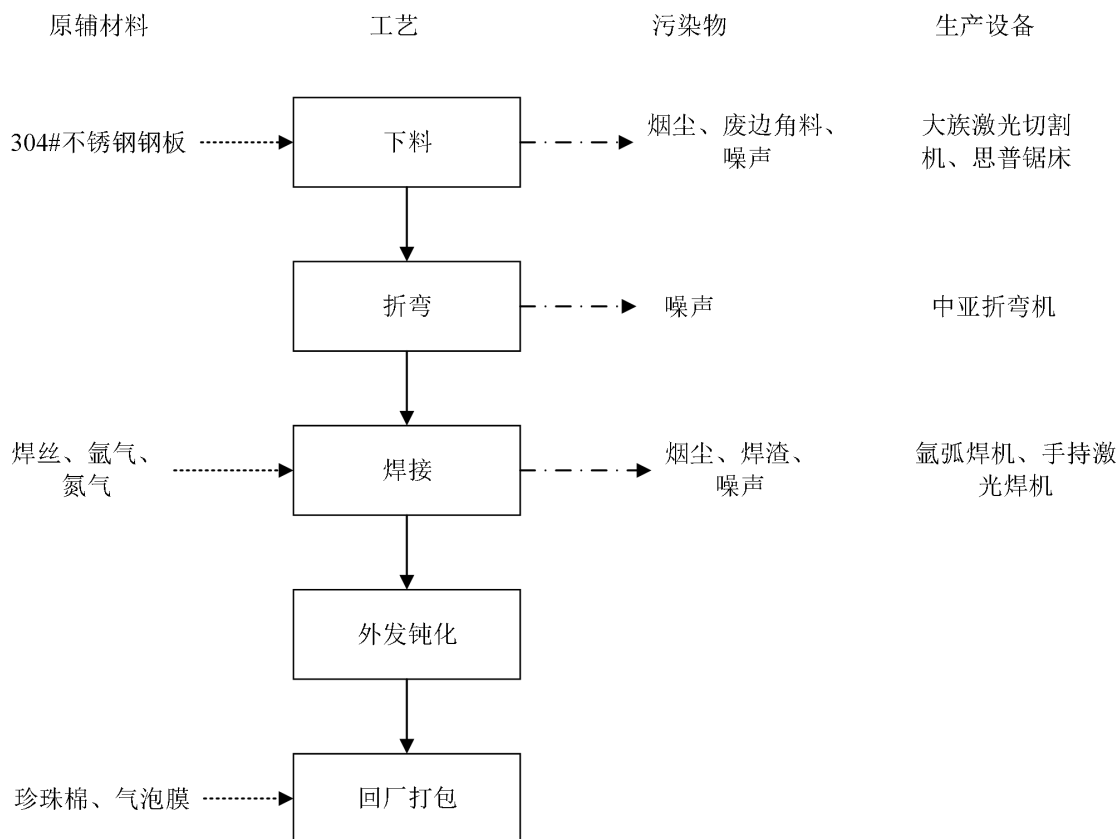 原辅材料 工艺 污染物 生产设备
304#不锈钢钢板
下料
烟尘、废边角料、
噪声
大族激光切割
机、思普锯床
折弯
噪声
中亚折弯机
焊丝、氩气、
氮气
焊接
烟尘、焊渣、
噪声
氩弧焊机、手持激
光焊机
外发钝化
珍珠棉、气泡膜
回厂打包